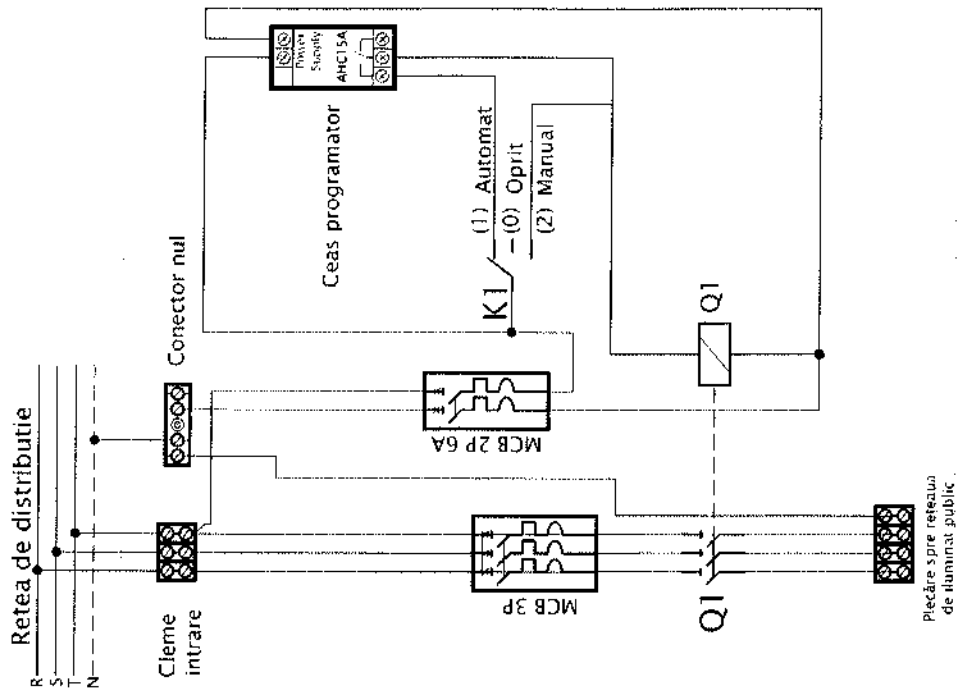 Retea de distributie
R
S
T
N
Cleme
intrare
Conector nul
Power
Supply
AHC15A
Ceas programator
(1) Automat
(0) Oprit
(2) Manual
K1
MCB 2P 6A
MCB 3P
Q1
Q1
Plecăre spre reteaua
de iluminat public